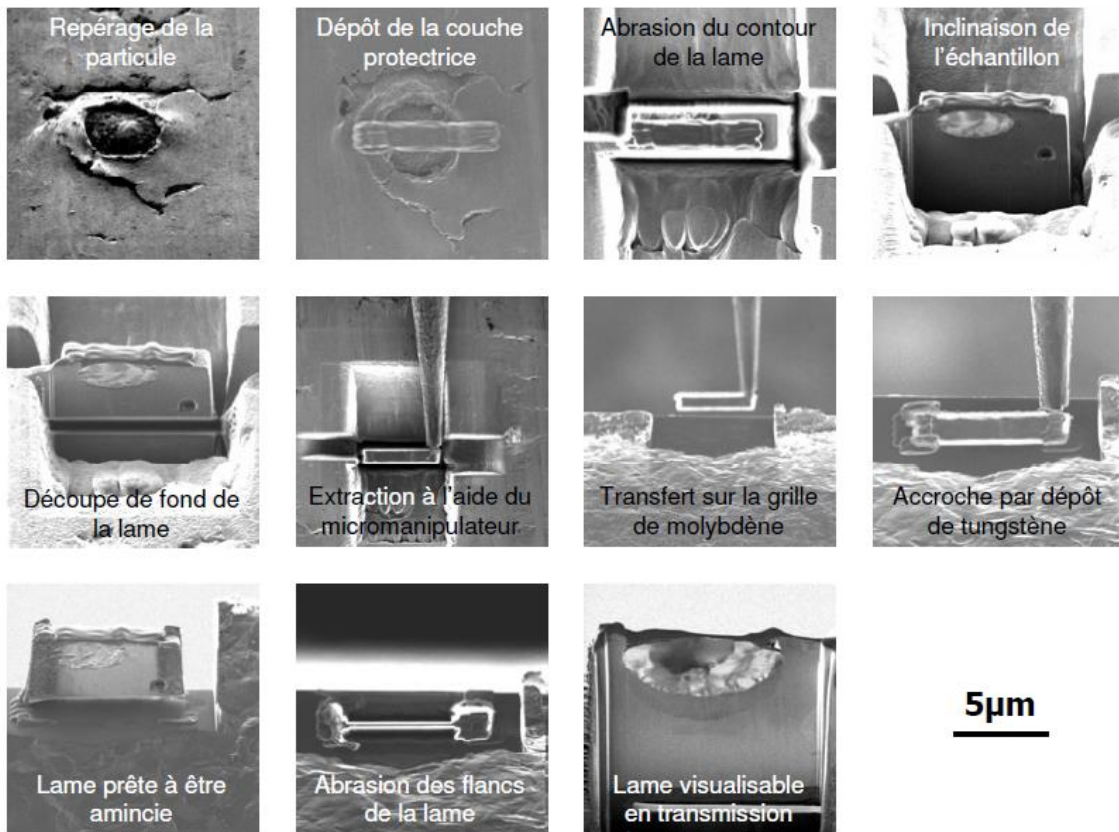 Repérage de la
particule
Dépôt de la couche
protectrice
Abrasion du contour
de la lame
Inclinaison de
l'échantillon
Découpe de fond de
la lame
Extraction à l'aide du
micromanipulateur
Transfert sur la grille
de molybdène
Accroche par dépôt
de tungstène
Lame prête à être
amincie
Abrasion des flancs
de la lame
Lame visualisable
en transmission
5µm